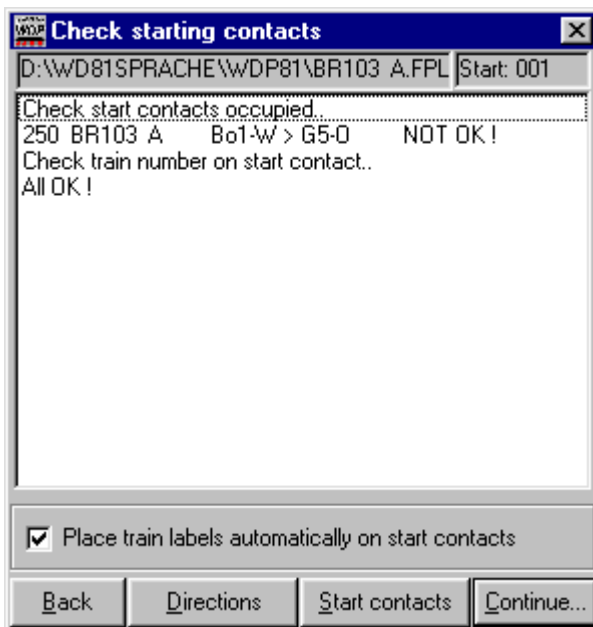 WDP Check starting contacts
D:\WD81SPRACHE\WDP81\BR103 A.FPL Start: 001
Check start contacts occupied..
250 BR103 A Bo1-W > G5-O NOT OK !
Check train number on start contact..
All OK !
Place train labels automatically on start contacts
Back Directions Start contacts Continue...